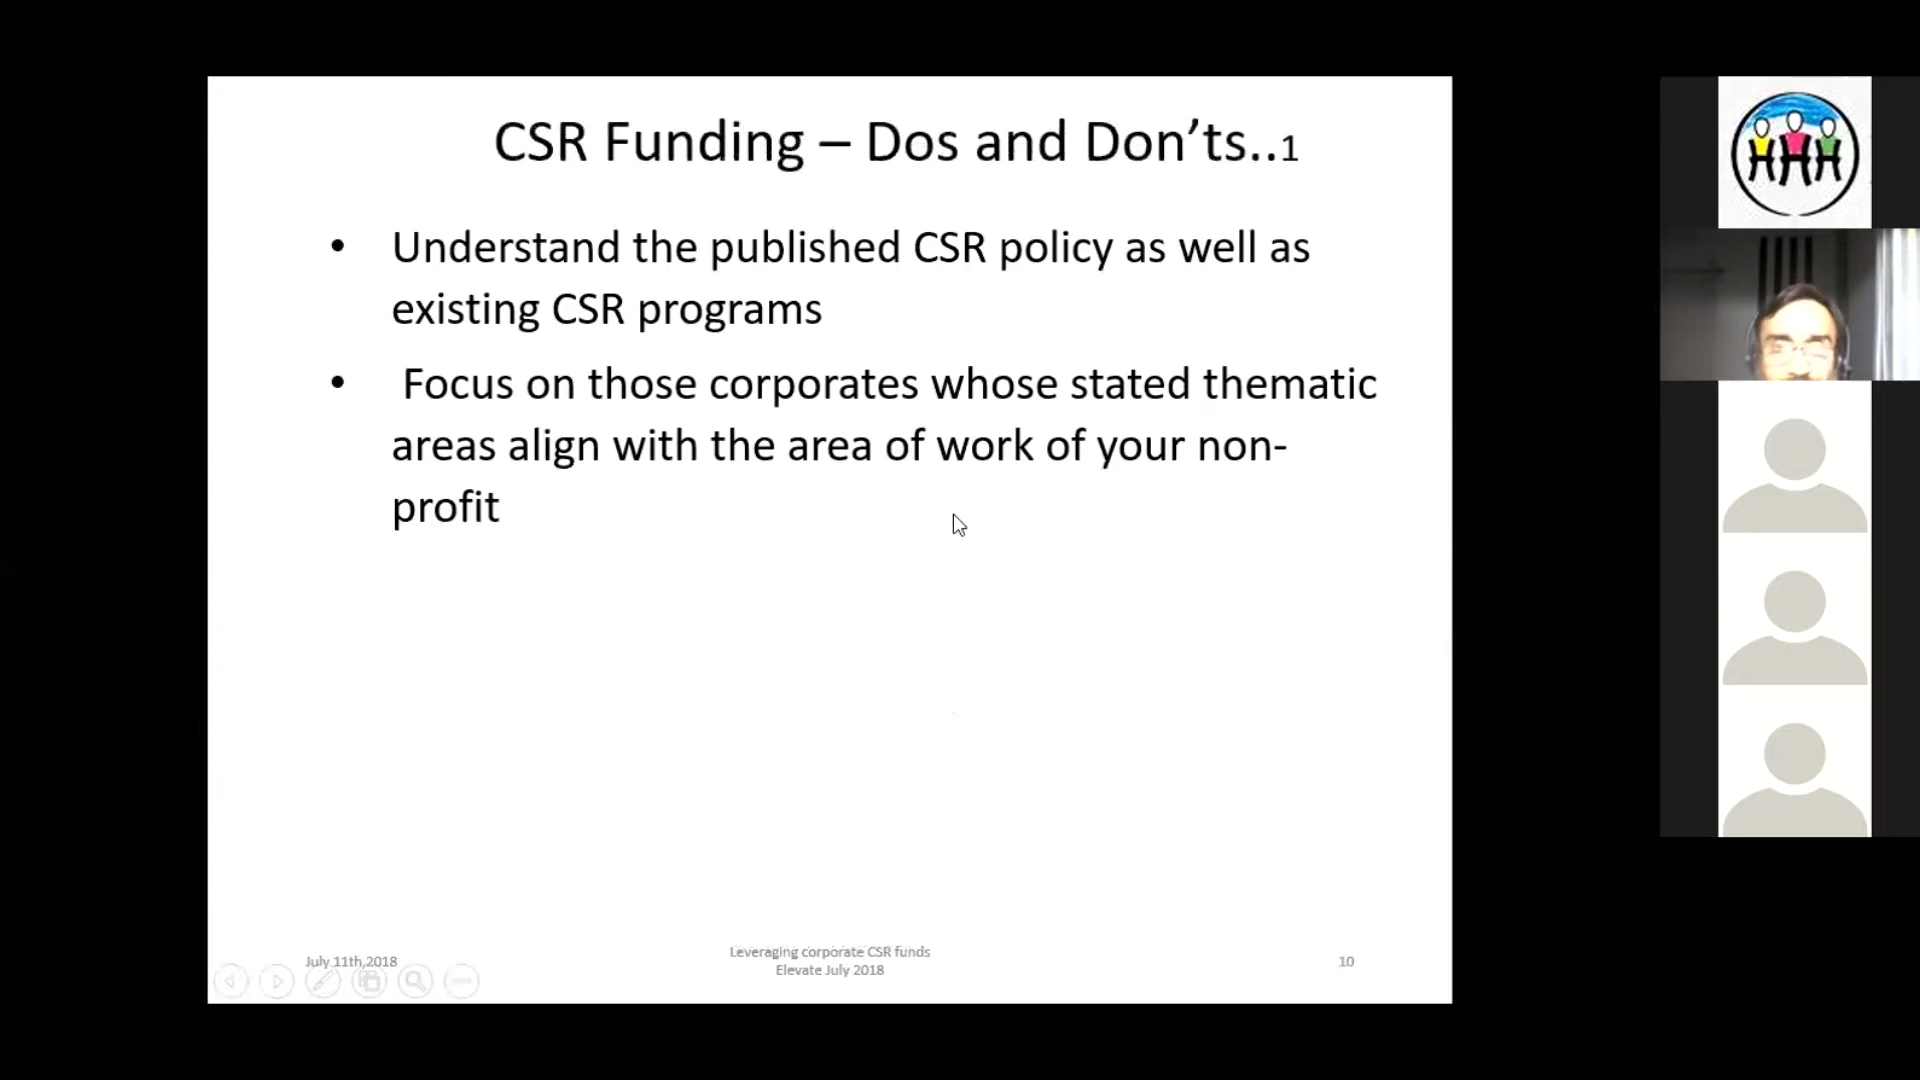 CSR Funding – Dos and Don’ts..1
• Understand the published CSR policy as well as
existing CSR programs
• Focus on those corporates whose stated thematic
areas align with the area of work of your non-
profit
July 11th,2018
Leveraging corporate CSR funds
Elevate July 2018
10